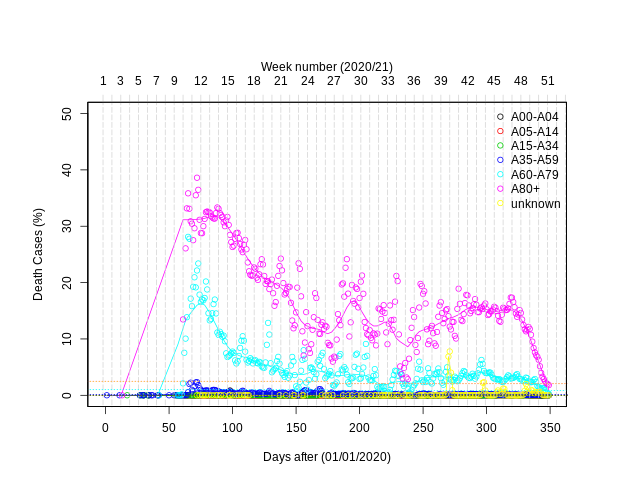 Week number (2020/21)
1 3 5 7 9 12 15 18 21 24 27 30 33 36 39 42 45 48 51
50
40
30
20
10
0
Death Cases (%)
A00-A04
A05-A14
A15-A34
A35-A59
A60-A79
A80+
unknown
0 50 100 150 200 250 300 350
Days after (01/01/2020)